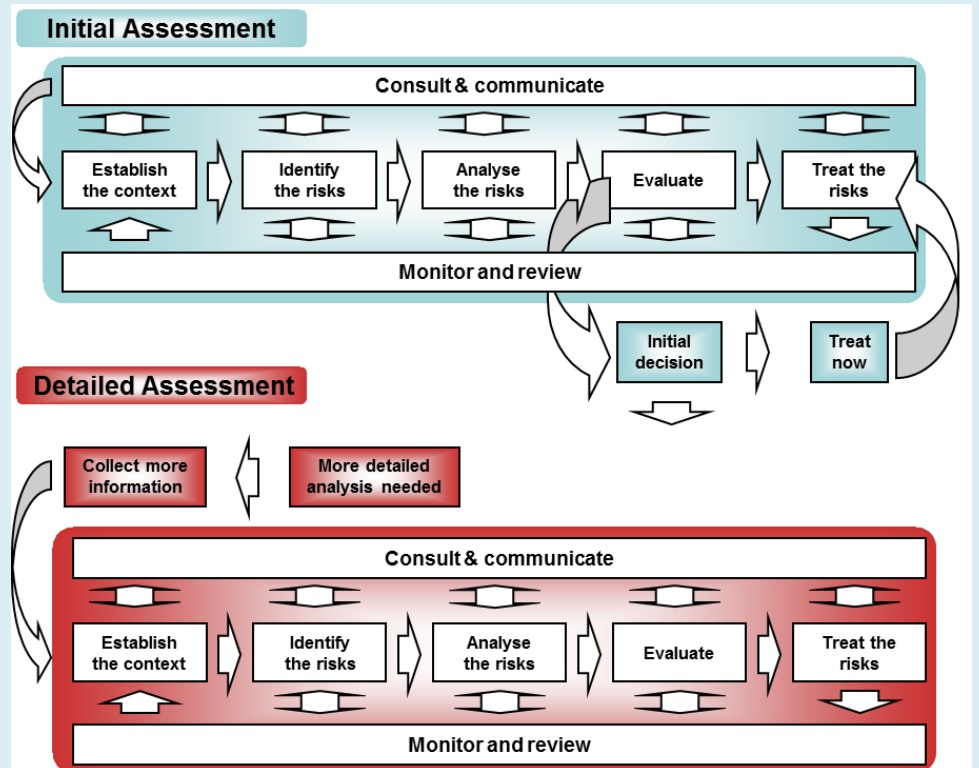 Initial Assessment
Consult & communicate
Establish
the context
Identify
the risks
Analyse
the risks
Evaluate
Treat the
risks
Monitor and review
Initial
decision
Treat
now
Detailed Assessment
Collect more
information
More detailed
analysis needed
Consult & communicate
Establish
the context
Identify
the risks
Analyse
the risks
Evaluate
Treat the
risks
Monitor and review